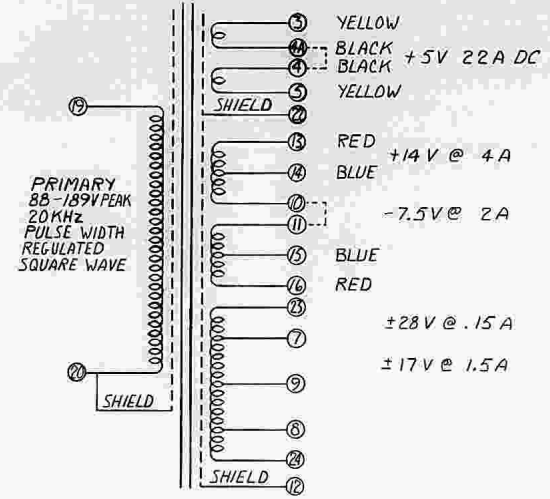 3 YELLOW
4A BLACK
+5V 22A DC
4 BLACK
5 YELLOW
SHIELD
22
19
13 RED
+14V @ 4A
14 BLUE
PRIMARY
88-189V PEAK
20KHz
PULSE WIDTH
REGULATED
SQUARE WAVE
10
-7.5V @ 2A
11
15 BLUE
16 RED
23
±28V @ .15A
7
±17V @ 1.5A
20
9
SHIELD
8
24
SHIELD
12